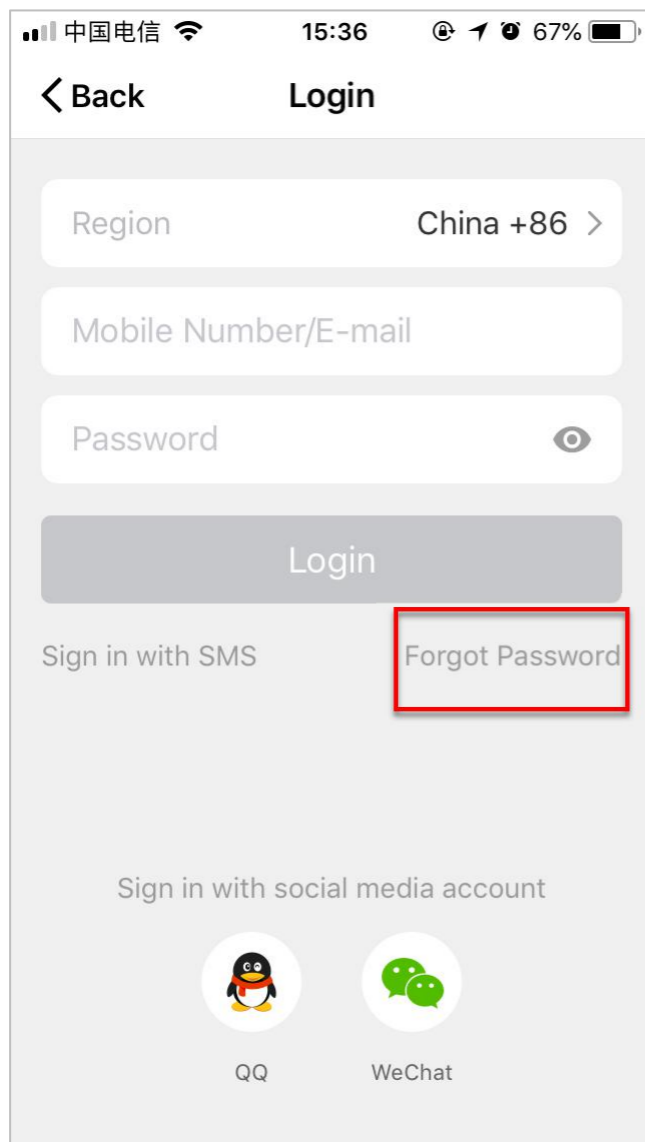 中国电信 15:36 67%
Back Login
Region China +86
Mobile Number/E-mail
Password
Login
Sign in with SMS Forgot Password
Sign in with social media account
QQ WeChat